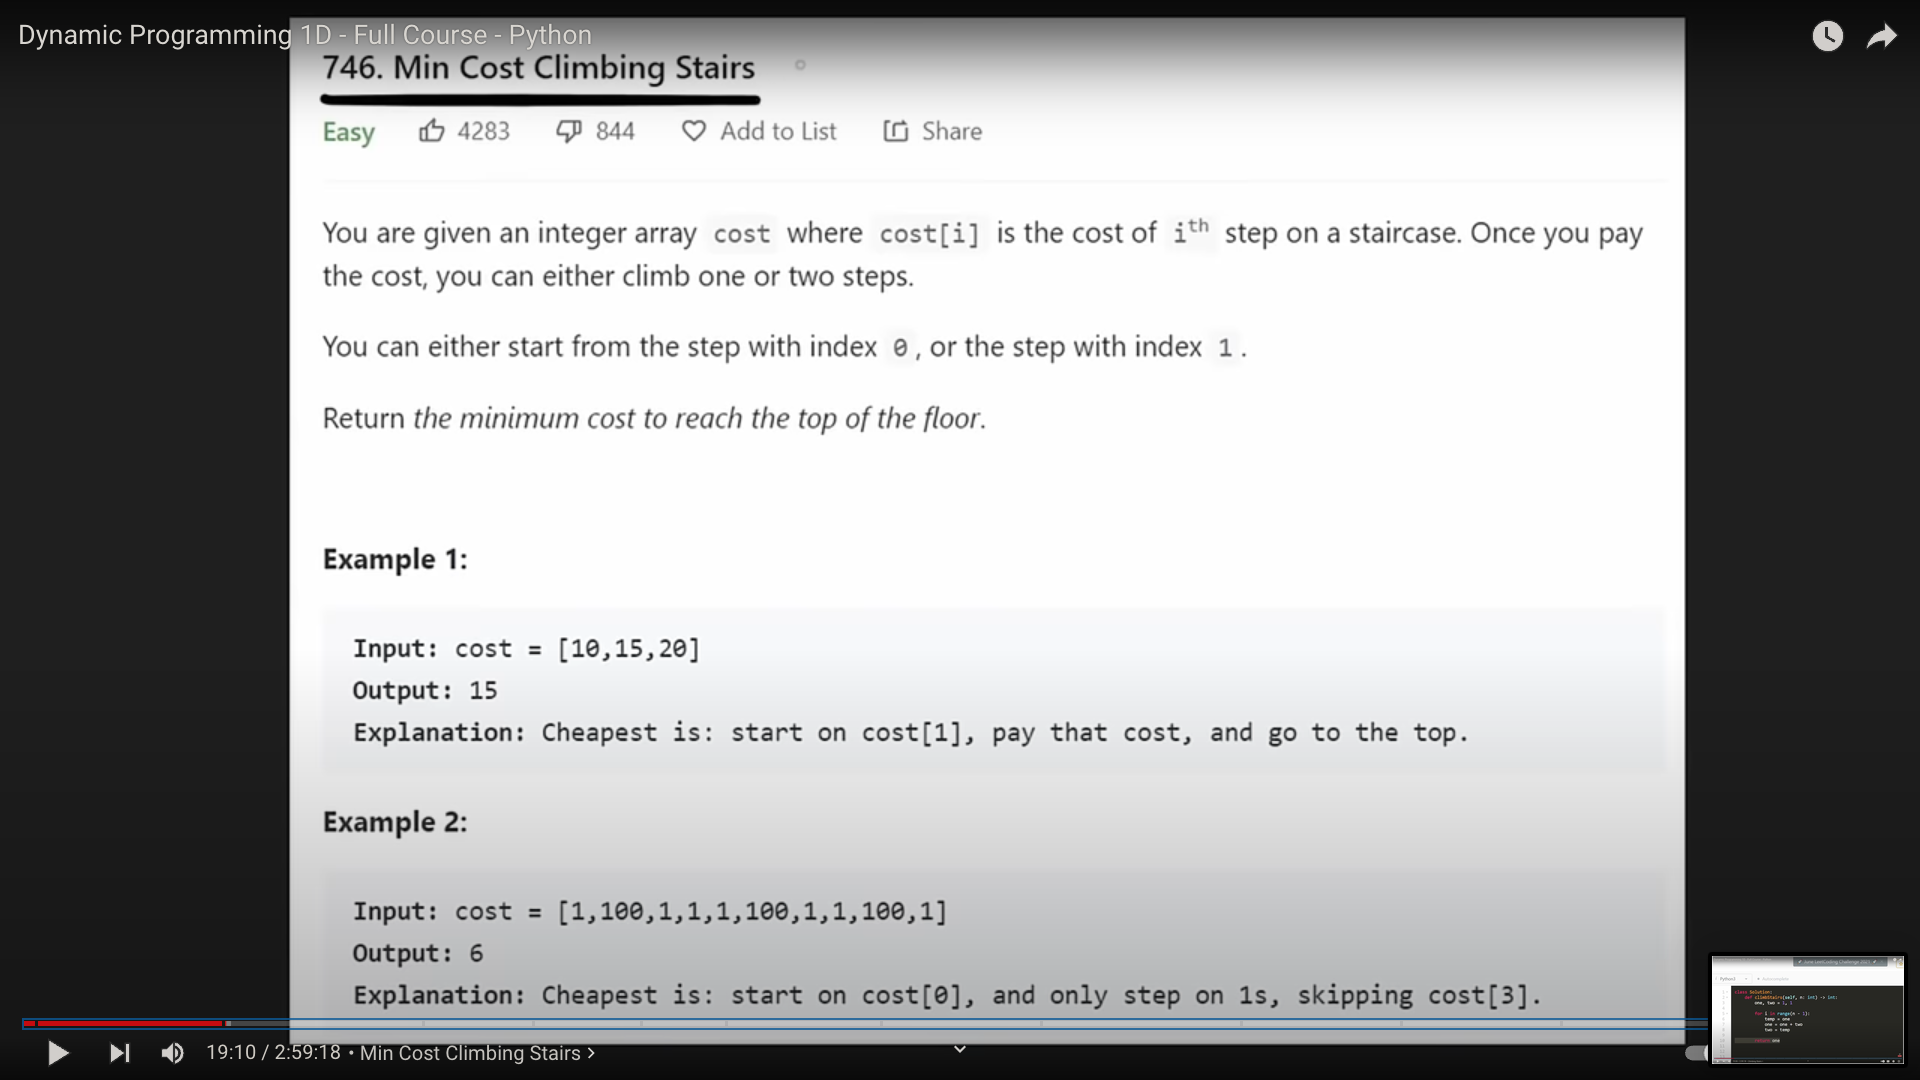 Dynamic Programming 1D - Full Course - Python
746. Min Cost Climbing Stairs
Easy 4283 844 Add to List Share
You are given an integer array cost where cost[i] is the cost of ith step on a staircase. Once you pay
the cost, you can either climb one or two steps.
You can either start from the step with index 0, or the step with index 1.
Return the minimum cost to reach the top of the floor.
Example 1:
Input: cost = [10,15,20]
Output: 15
Explanation: Cheapest is: start on cost[1], pay that cost, and go to the top.
Example 2:
Input: cost = [1,100,1,1,1,100,1,1,100,1]
Output: 6
Explanation: Cheapest is: start on cost[0], and only step on 1s, skipping cost[3].
19:10 / 2:59:18 • Min Cost Climbing Stairs